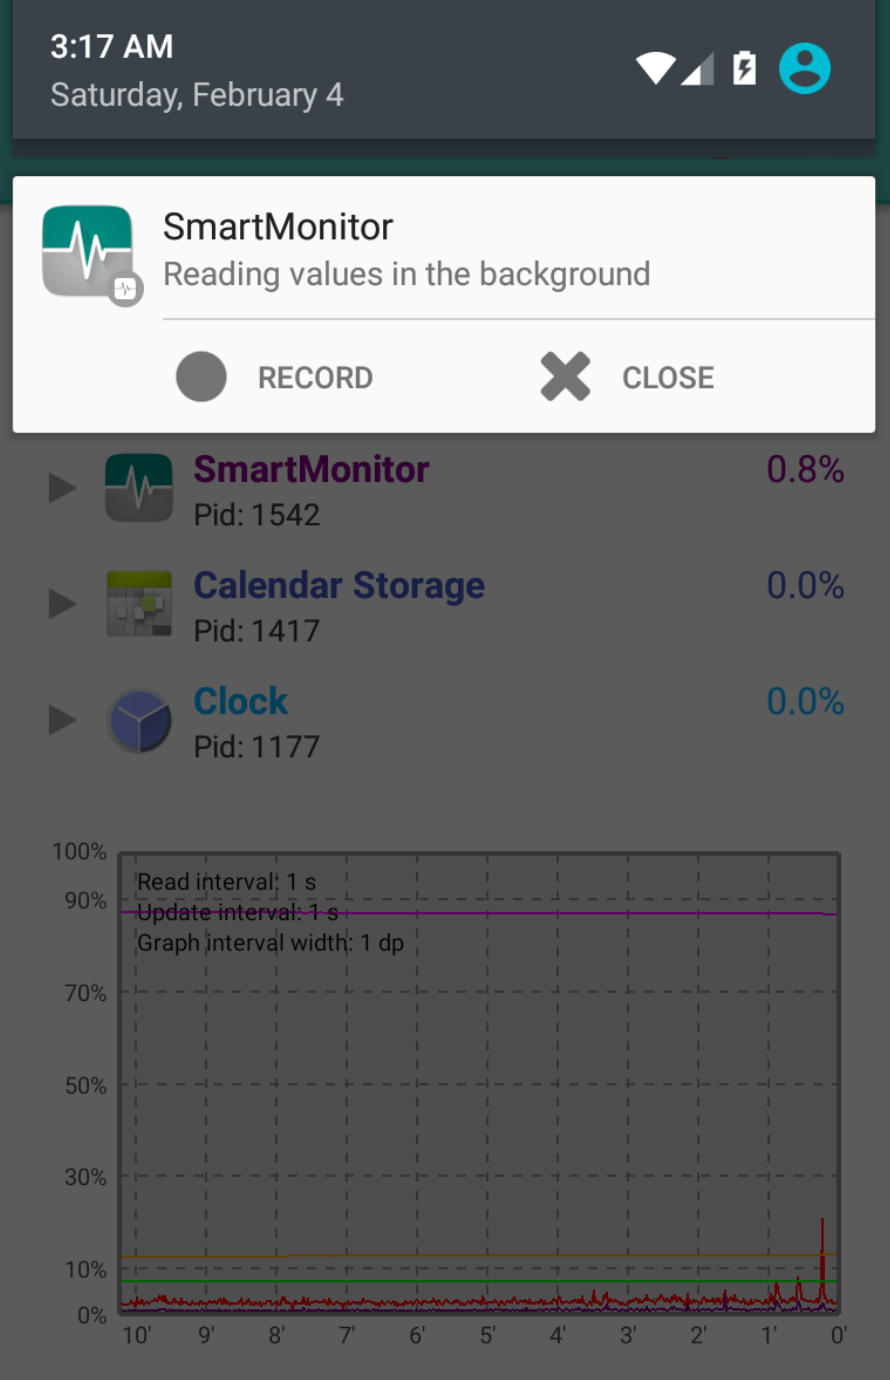 3:17 AM
Saturday, February 4
SmartMonitor
Reading values in the background
RECORD CLOSE
SmartMonitor 0.8%
Pid: 1542
Calendar Storage 0.0%
Pid: 1417
Clock 0.0%
Pid: 1177
100%
Read interval: 1 s
90%
Update interval: 1 s
Graph interval width: 1 dp
70%
50%
30%
10%
0%
10' 9' 8' 7' 6' 5' 4' 3' 2' 1' 0'